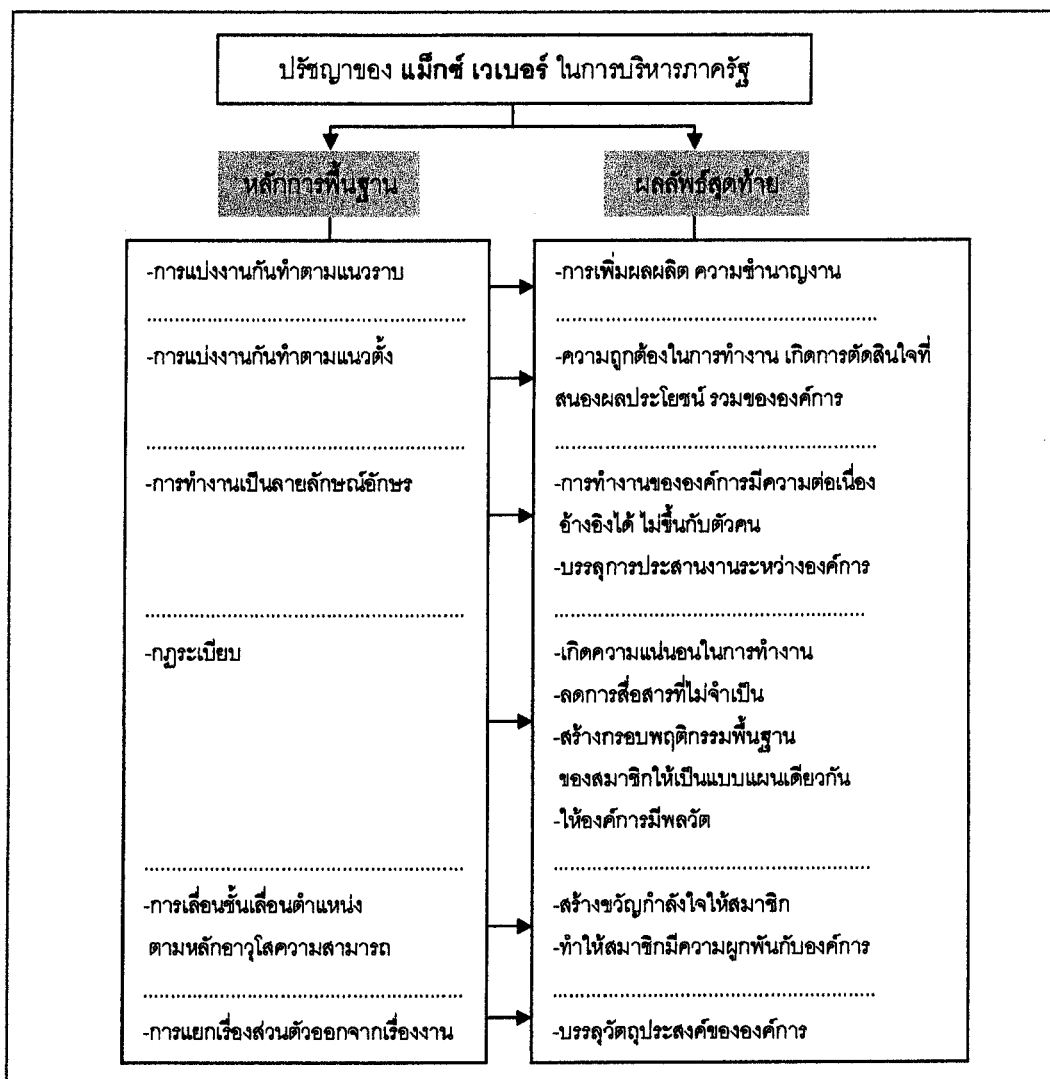 ปรัชญาของ แม็กซ์ เวเบอร์ ในการบริหารภาครัฐ
หลักการพื้นฐาน
ผลลัพธ์สุดท้าย
-การแบ่งงานกันทำตามแนวราบ
-การเพิ่มผลผลิต ความชำนาญงาน
-การแบ่งงานกันทำตามแนวตั้ง
-ความถูกต้องในการทำงาน เกิดการตัดสินใจที่
สนองผลประโยชน์ รวมขององค์การ
-การทำงานเป็นลายลักษณ์อักษร
-การทำงานขององค์การมีความต่อเนื่อง
อ้างอิงได้ ไม่ขึ้นกับตัวคน
-บรรลุการประสานงานระหว่างองค์การ
-กฎระเบียบ
-เกิดความแน่นอนในการทำงาน
-ลดการสื่อสารที่ไม่จำเป็น
-สร้างกรอบพฤติกรรมพื้นฐาน
ของสมาชิกให้เป็นแบบแผนเดียวกัน
-ให้องค์การมีพลวัต
-การเลื่อนชั้นเลื่อนตำแหน่ง
ตามหลักอาวุโสความสามารถ
-สร้างขวัญกำลังใจให้สมาชิก
-ทำให้สมาชิกมีความผูกพันกับองค์การ
-การแยกเรื่องส่วนตัวออกจากเรื่องงาน
-บรรลุวัตถุประสงค์ขององค์การ